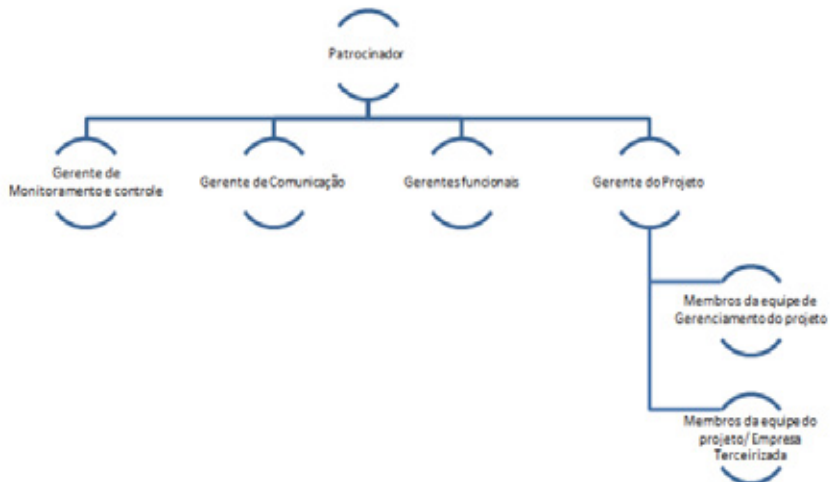 Patrocinador
Gerente de
Monitoramento e controle
Gerente de Comunicação
Gerentes funcionais
Gerente do Projeto
Membros da equipe de
Gerenciamento do projeto
Membros da equipe do
projeto/ Empresa
Terceirizada